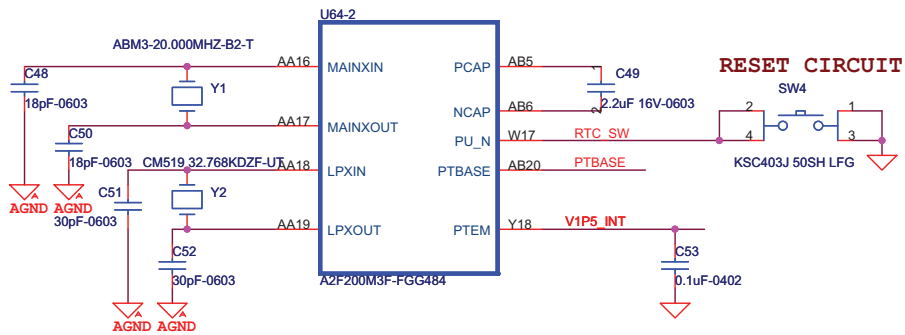 U64-2
ABM3-20.000MHZ-B2-T
C48
18pF-0603
Y1
C50
18pF-0603
CM519_32.768KDZF-UT
C51
30pF-0603
Y2
C52
30pF-0603
A
AGND
A
AGND
A
AGND
A
AGND
AA16
MAINXIN
AA17
MAINXOUT
AA18
LPXIN
AA19
LPXOUT
PCAP
AB5
NCAP
AB6
PU_N
W17
PTBASE
AB20
PTEM
Y18
A2F200M3F-FGG484
1
C49
2.2uF 16V-0603
2
RTC_SW
PTBASE
V1P5_INT
C53
0.1uF-0402
RESET CIRCUIT
SW4
2
1
4
3
KSC403J 50SH LFG